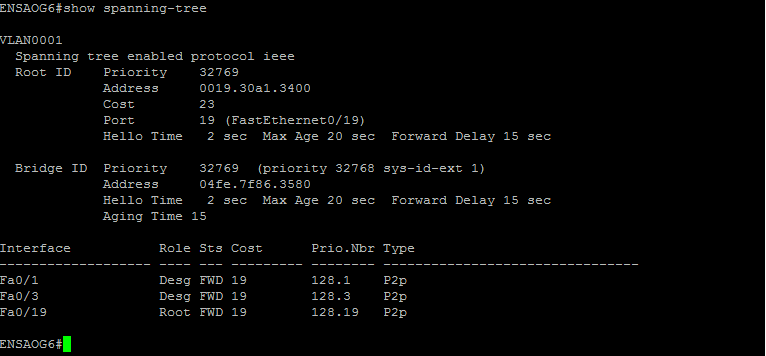 ENSAOG6#show spanning-tree
VLAN0001
  Spanning tree enabled protocol ieee
  Root ID    Priority    32769
             Address     0019.30a1.3400
             Cost        23
             Port        19 (FastEthernet0/19)
             Hello Time   2 sec  Max Age 20 sec  Forward Delay 15 sec
  Bridge ID  Priority    32769  (priority 32768 sys-id-ext 1)
             Address     04fe.7f86.3580
             Hello Time   2 sec  Max Age 20 sec  Forward Delay 15 sec
             Aging Time 15
Interface           Role Sts Cost      Prio.Nbr Type
------------------- ---- --- --------- -------- --------------------------------
Fa0/1               Desg FWD 19        128.1    P2p
Fa0/3               Desg FWD 19        128.3    P2p
Fa0/19              Root FWD 19        128.19   P2p
ENSAOG6#